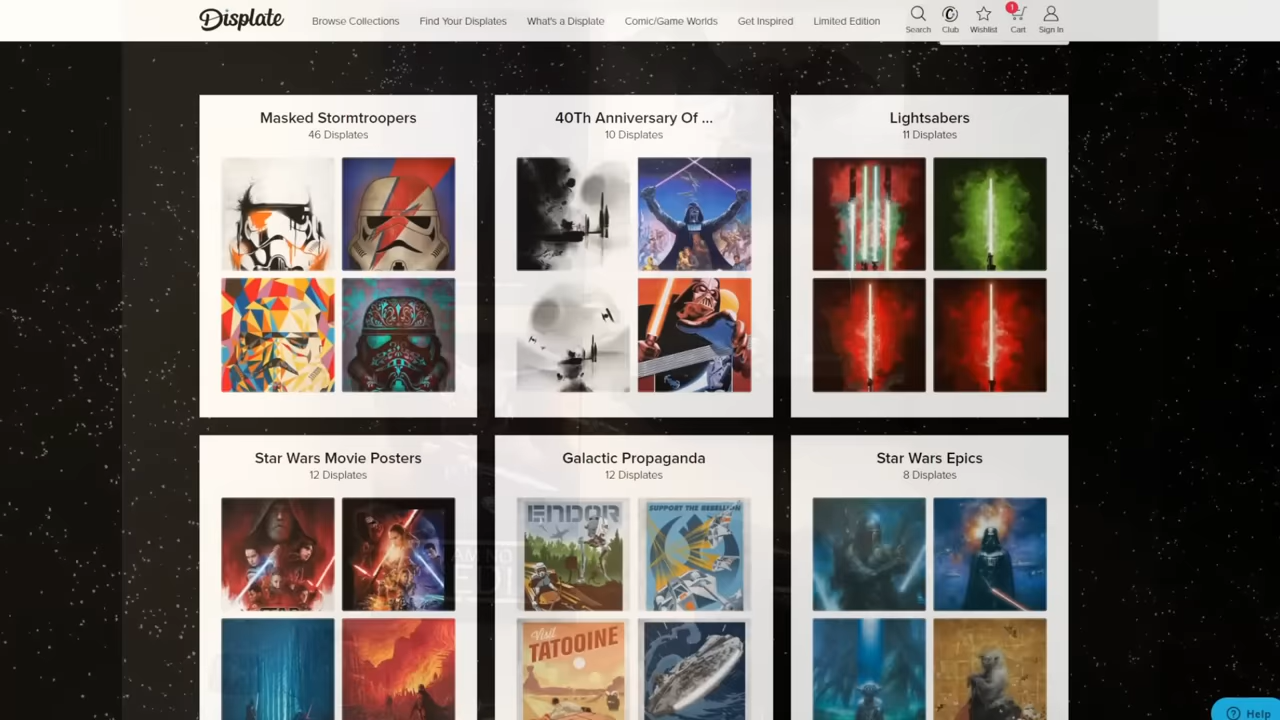 Displate
Browse Collections
Find Your Displates
What's a Displate
Comic/Game Worlds
Get Inspired
Limited Edition
Search
Club
Wishlist
1
Cart
Sign In
Masked Stormtroopers
46 Displates
40Th Anniversary Of ...
10 Displates
Lightsabers
11 Displates
Star Wars Movie Posters
12 Displates
Galactic Propaganda
12 Displates
Star Wars Epics
8 Displates
ENDOR
SUPPORT THE REBELLION
Visit
TATOOINE
Help